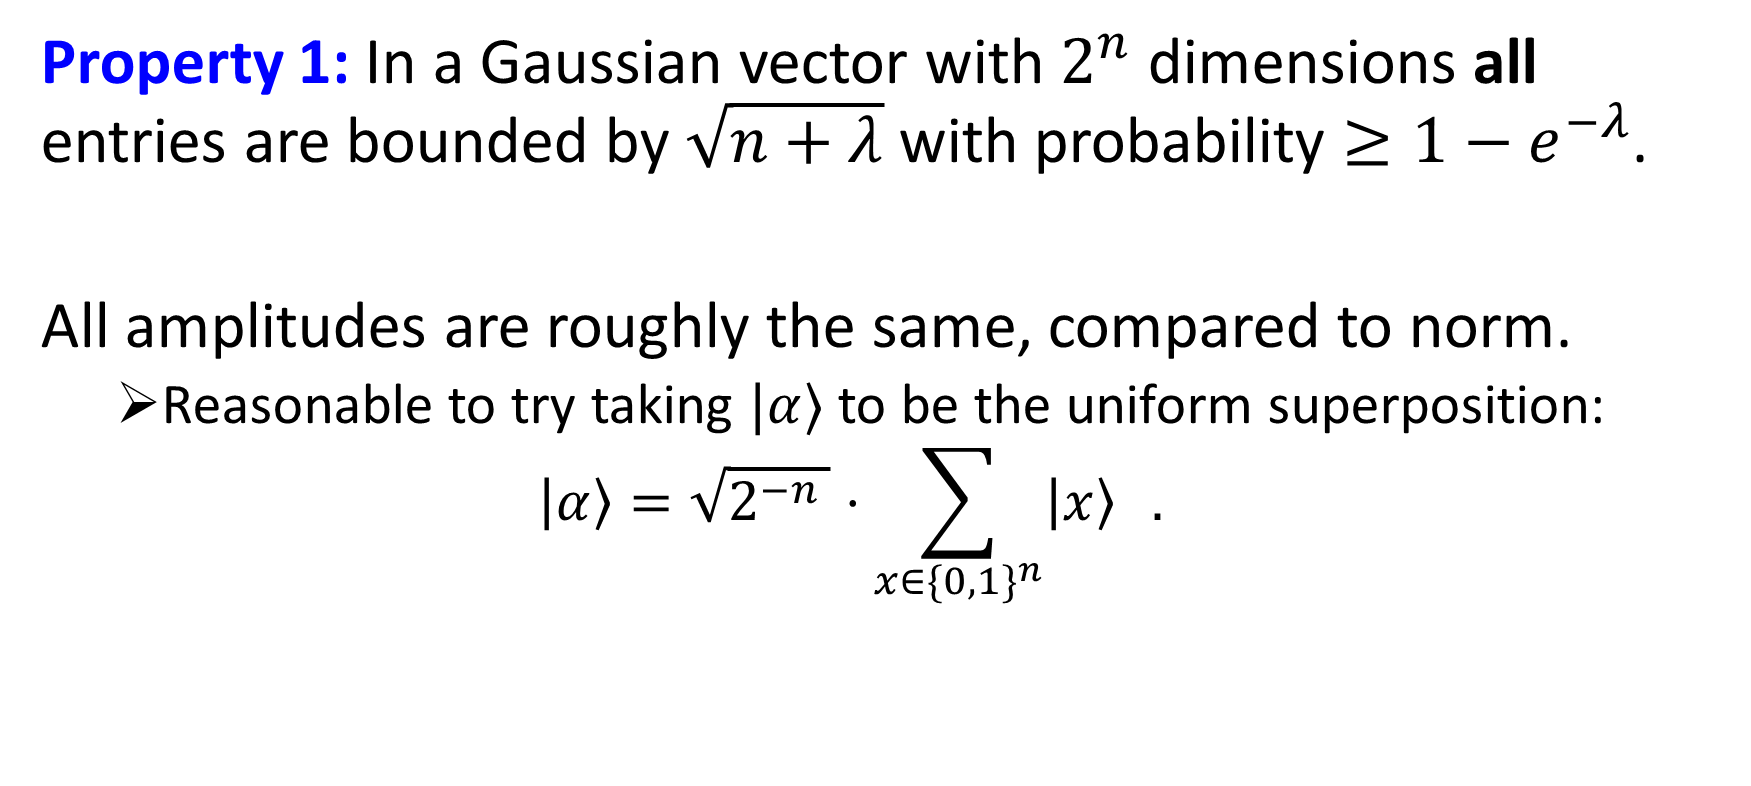 Property 1: In a Gaussian vector with 2ⁿ dimensions all
entries are bounded by √(n + λ) with probability ≥ 1 − e^{−λ}.
All amplitudes are roughly the same, compared to norm.
➢Reasonable to try taking |α⟩ to be the uniform superposition:
|α⟩ = √(2^{−n}) · ∑_{x∈{0,1}ⁿ} |x⟩ .